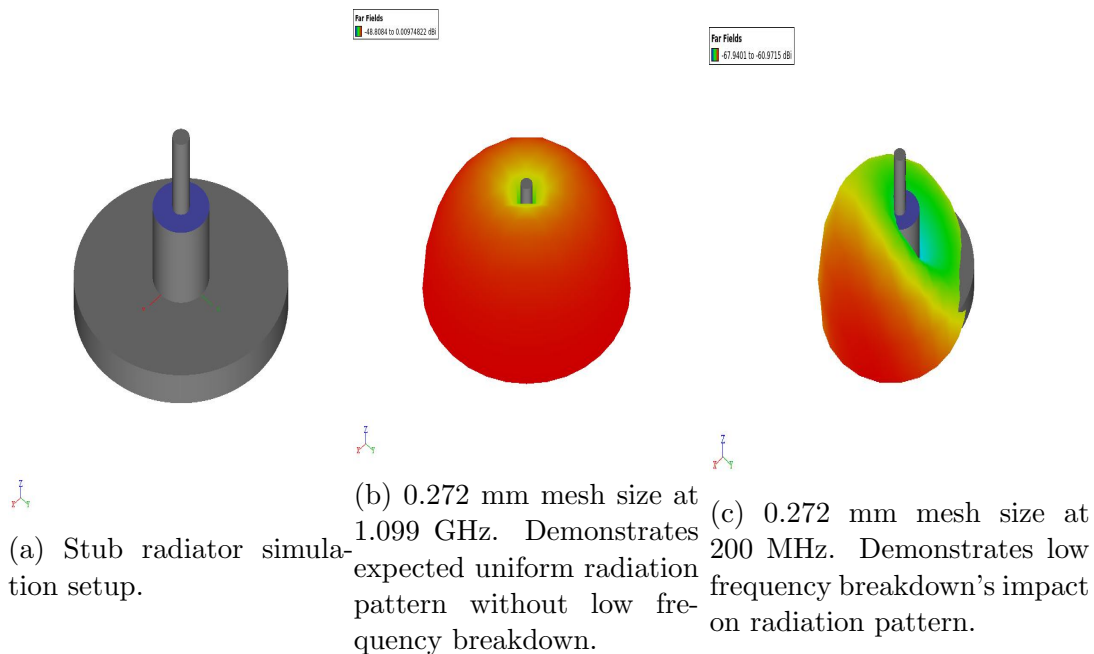 Far Fields
-48.8084 to 0.00974822 dBi
Far Fields
-67.9401 to -60.9715 dBi
Z
X Y
Z
X Y
Z
X Y
(a) Stub radiator simula-
tion setup.
(b) 0.272 mm mesh size at
1.099 GHz. Demonstrates
expected uniform radiation
pattern without low fre-
quency breakdown.
(c) 0.272 mm mesh size at
200 MHz. Demonstrates low
frequency breakdown's impact
on radiation pattern.